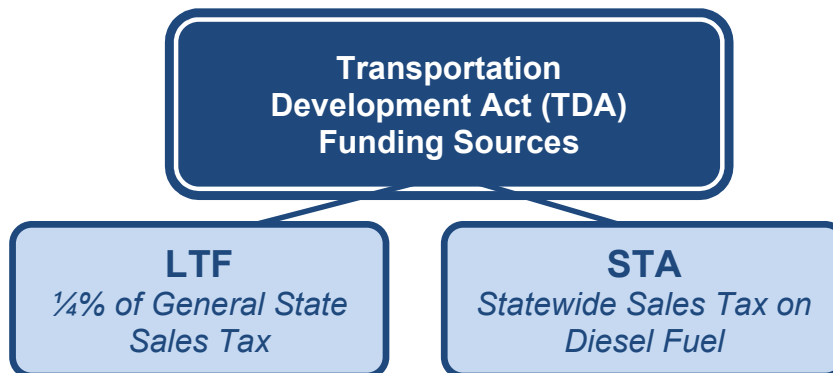 Transportation
Development Act (TDA)
Funding Sources
LTF
¼% of General State
Sales Tax
STA
Statewide Sales Tax on
Diesel Fuel